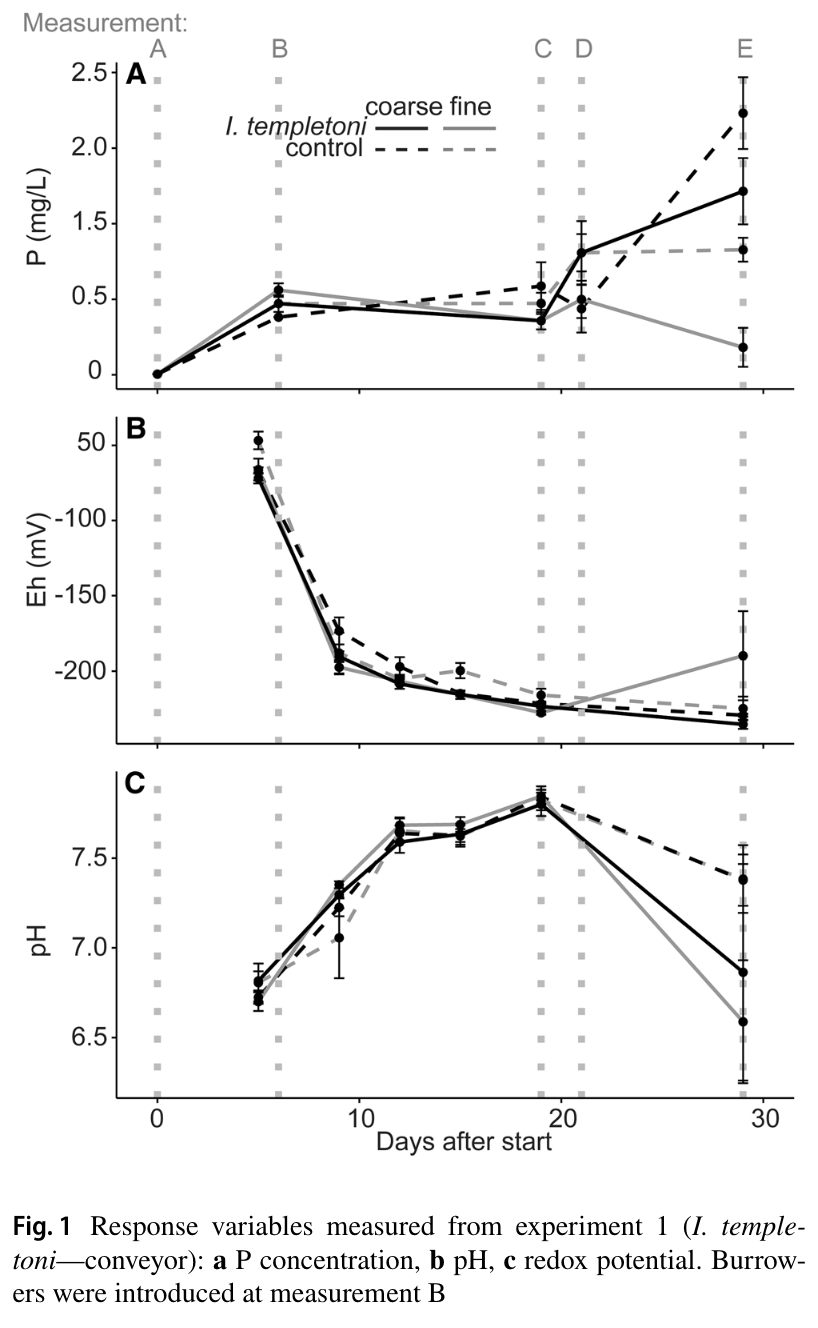 Measurement:
A B C D E
A
2.5
2.0
1.5
0.5
0
P (mg/L)
coarse fine
I. templetoni
control
B
50
-100
-150
-200
Eh (mV)
C
7.5
7.0
6.5
pH
0 10 20 30
Days after start
Fig. 1 Response variables measured from experiment 1 (I. temple-
toni—conveyor): a P concentration, b pH, c redox potential. Burrow-
ers were introduced at measurement B